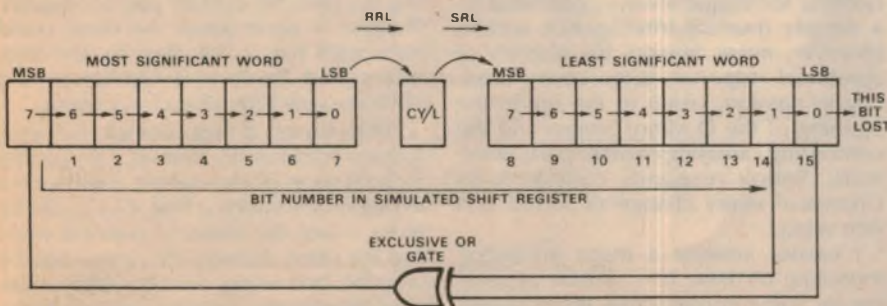 RRL SRL
MOST SIGNIFICANT WORD LEAST SIGNIFICANT WORD
MSB LSB MSB LSB
7 6 5 4 3 2 1 0 CY/L 7 6 5 4 3 2 1 0 THIS
BIT
LOST
1 2 3 4 5 6 7 8 9 10 11 12 13 14 15
BIT NUMBER IN SIMULATED SHIFT REGISTER
EXCLUSIVE OR
GATE